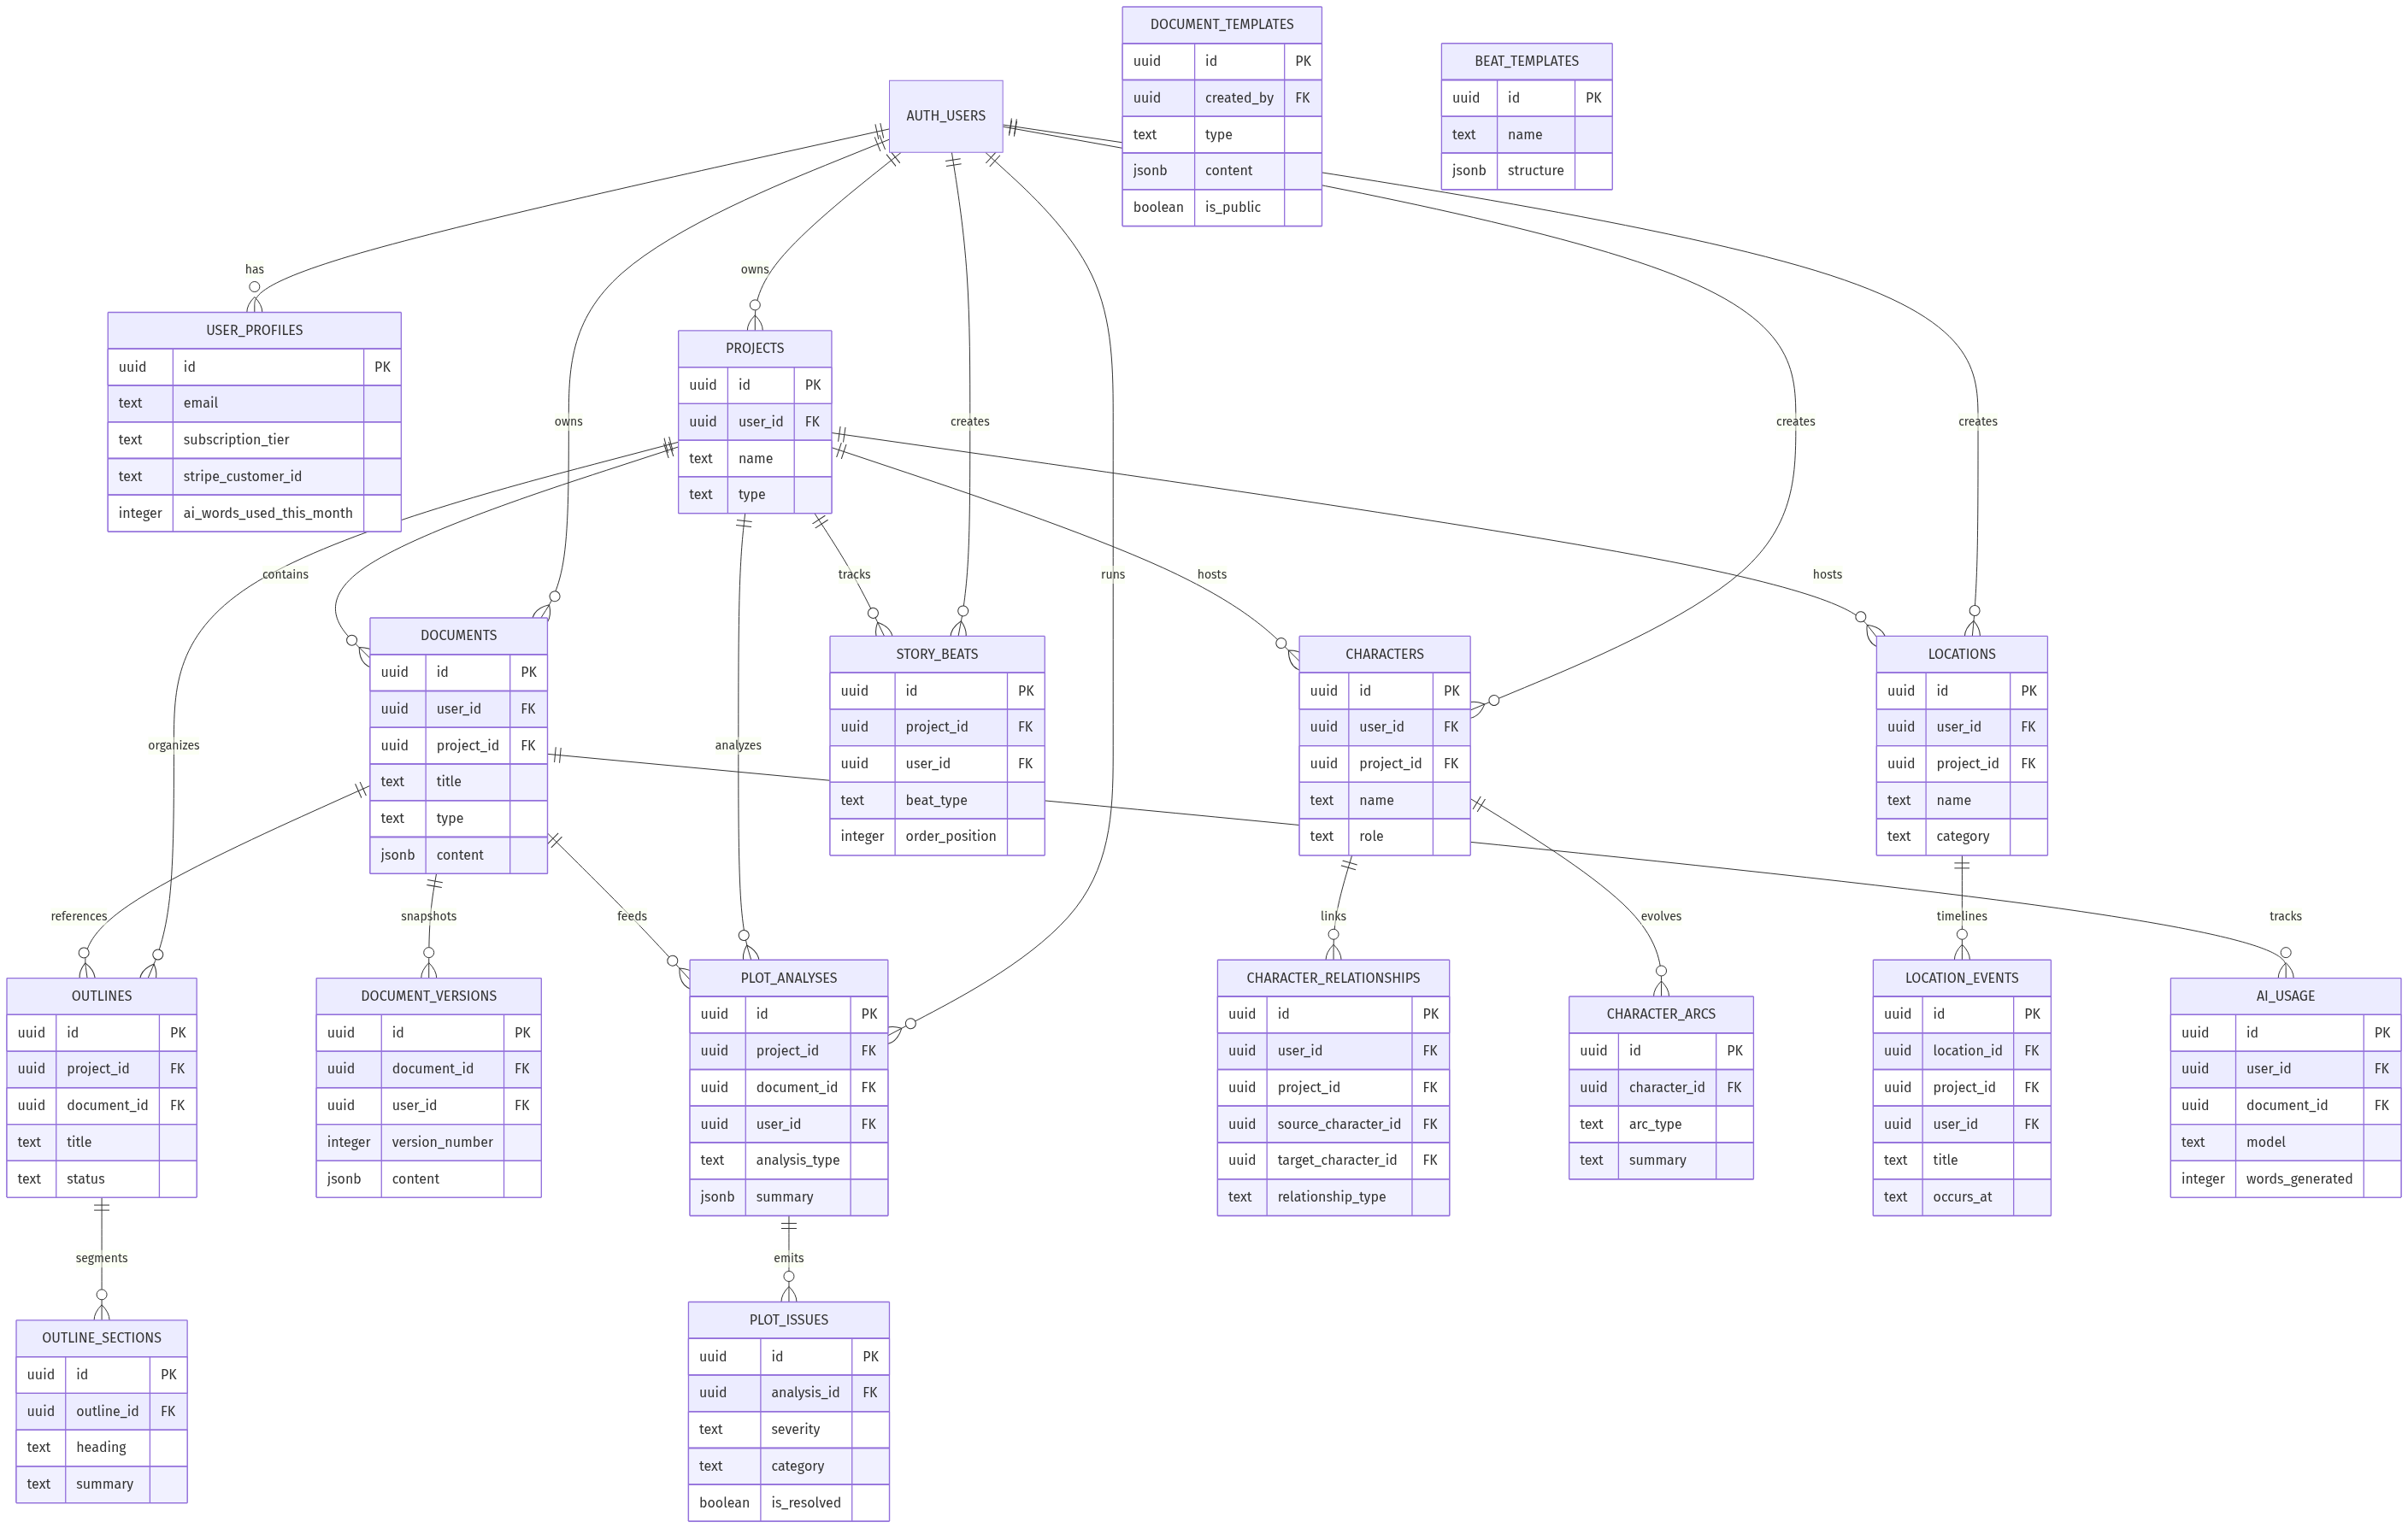 DOCUMENT_TEMPLATES
uuid id PK
uuid created_by FK
text type
jsonb content
boolean is_public
BEAT_TEMPLATES
uuid id PK
text name
jsonb structure
AUTH_USERS
has
owns
owns
creates
runs
creates
creates
USER_PROFILES
uuid id PK
text email
text subscription_tier
text stripe_customer_id
integer ai_words_used_this_month
PROJECTS
uuid id PK
uuid user_id FK
text name
text type
contains
organizes
analyzes
tracks
hosts
hosts
DOCUMENTS
uuid id PK
uuid user_id FK
uuid project_id FK
text title
text type
jsonb content
STORY_BEATS
uuid id PK
uuid project_id FK
uuid user_id FK
text beat_type
integer order_position
CHARACTERS
uuid id PK
uuid user_id FK
uuid project_id FK
text name
text role
LOCATIONS
uuid id PK
uuid user_id FK
uuid project_id FK
text name
text category
references
snapshots
feeds
links
evolves
timelines
tracks
OUTLINES
uuid id PK
uuid project_id FK
uuid document_id FK
text title
text status
DOCUMENT_VERSIONS
uuid id PK
uuid document_id FK
uuid user_id FK
integer version_number
jsonb content
PLOT_ANALYSES
uuid id PK
uuid project_id FK
uuid document_id FK
uuid user_id FK
text analysis_type
jsonb summary
CHARACTER_RELATIONSHIPS
uuid id PK
uuid user_id FK
uuid project_id FK
uuid source_character_id FK
uuid target_character_id FK
text relationship_type
CHARACTER_ARCS
uuid id PK
uuid character_id FK
text arc_type
text summary
LOCATION_EVENTS
uuid id PK
uuid location_id FK
uuid project_id FK
uuid user_id FK
text title
text occurs_at
AI_USAGE
uuid id PK
uuid user_id FK
uuid document_id FK
text model
integer words_generated
segments
emits
OUTLINE_SECTIONS
uuid id PK
uuid outline_id FK
text heading
text summary
PLOT_ISSUES
uuid id PK
uuid analysis_id FK
text severity
text category
boolean is_resolved